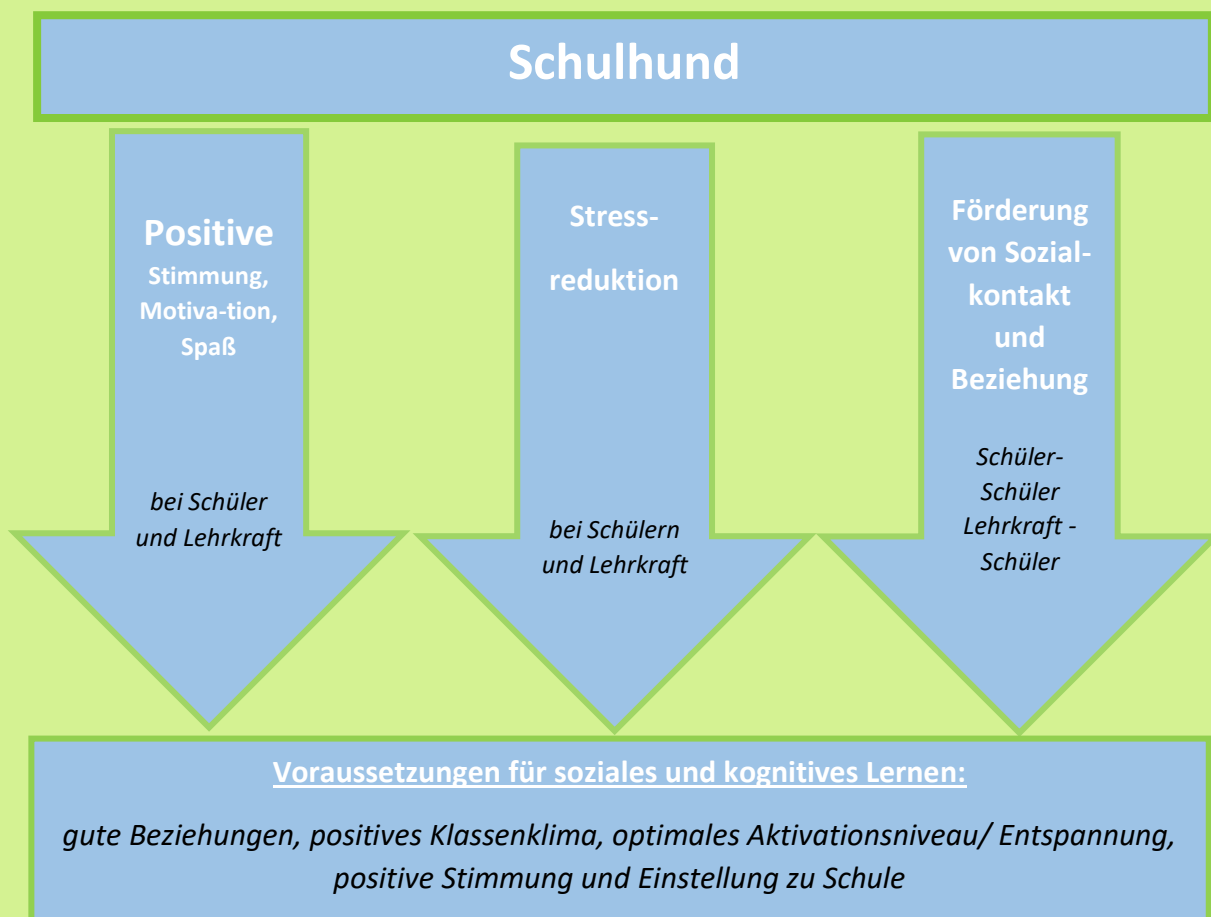 Schulhund
Positive
Stimmung,
Motiva-tion,
Spaß
bei Schüler
und Lehrkraft
Stress-
reduktion
bei Schülern
und Lehrkraft
Förderung
von Sozial-
kontakt
und
Beziehung
Schüler-
Schüler
Lehrkraft -
Schüler
Voraussetzungen für soziales und kognitives Lernen:
gute Beziehungen, positives Klassenklima, optimales Aktivationsniveau/ Entspannung,
positive Stimmung und Einstellung zu Schule